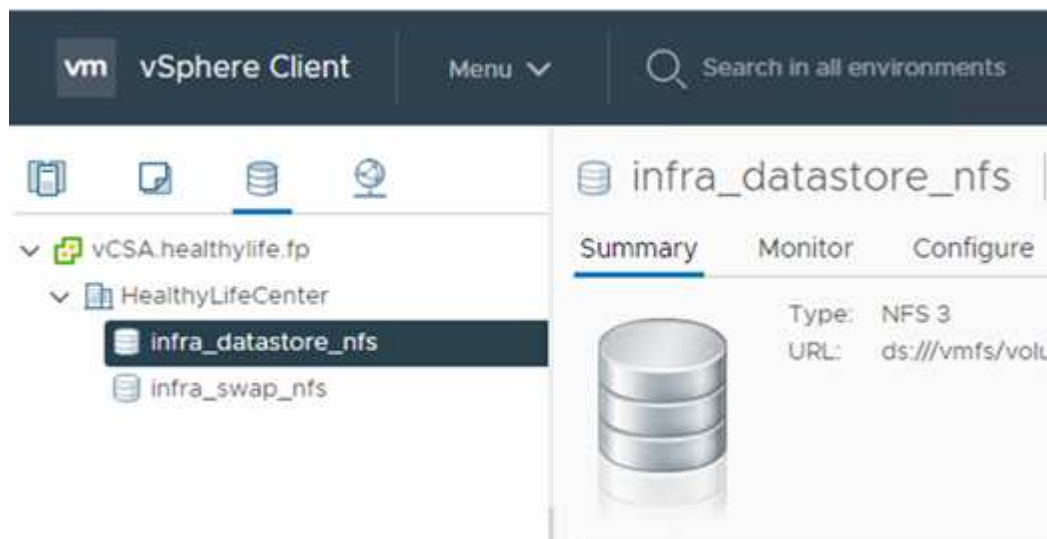 vm vSphere Client Menu Search in all environments
infra_datastore_nfs
Summary Monitor Configure
vCSA.healthylife.fp
HealthyLifeCenter
infra_datastore_nfs
infra_swap_nfs
Type: NFS 3
URL: ds:///vmfs/volu